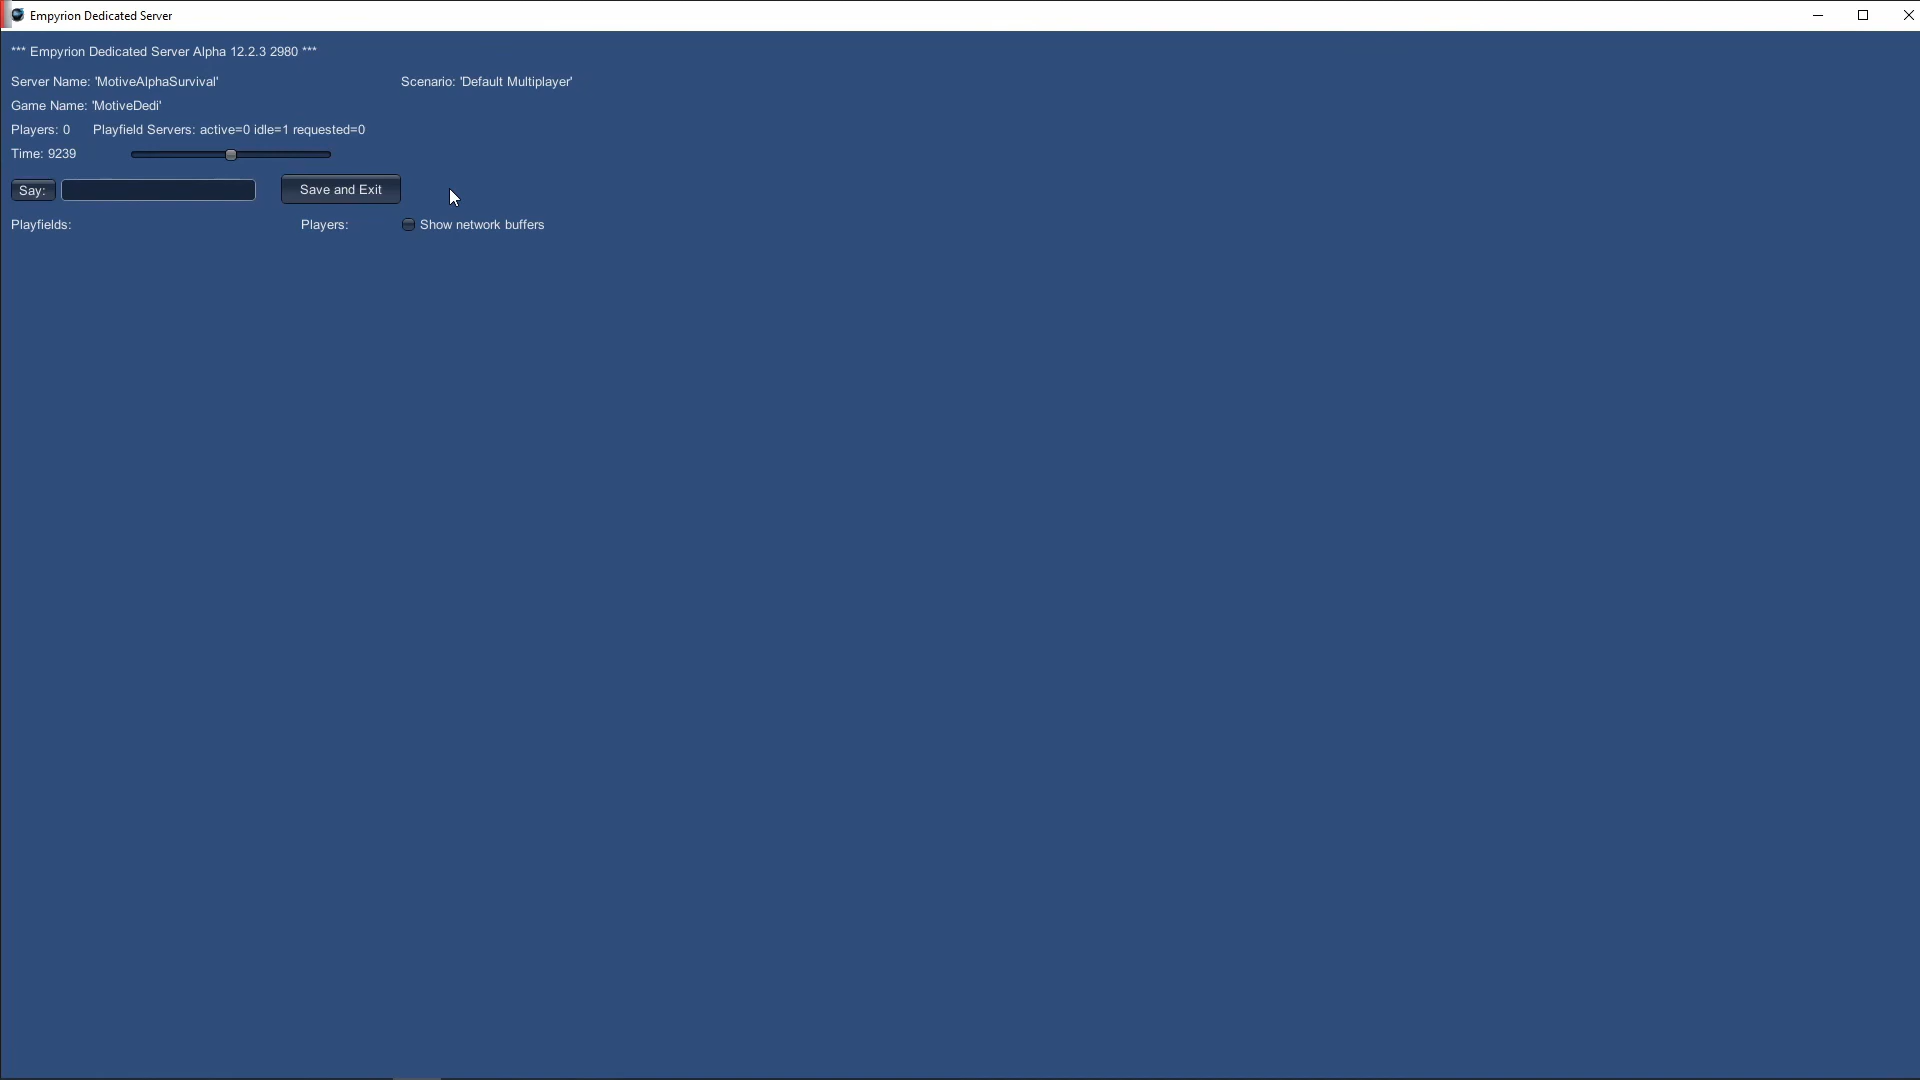 Empyrion Dedicated Server
*** Empyrion Dedicated Server Alpha 12.2.3 2980 ***
Server Name: 'MotiveAlphaSurvival' Scenario: 'Default Multiplayer'
Game Name: 'MotiveDedi'
Players: 0 Playfield Servers: active=0 idle=1 requested=0
Time: 9239
Say: Save and Exit
Playfields: Players: Show network buffers